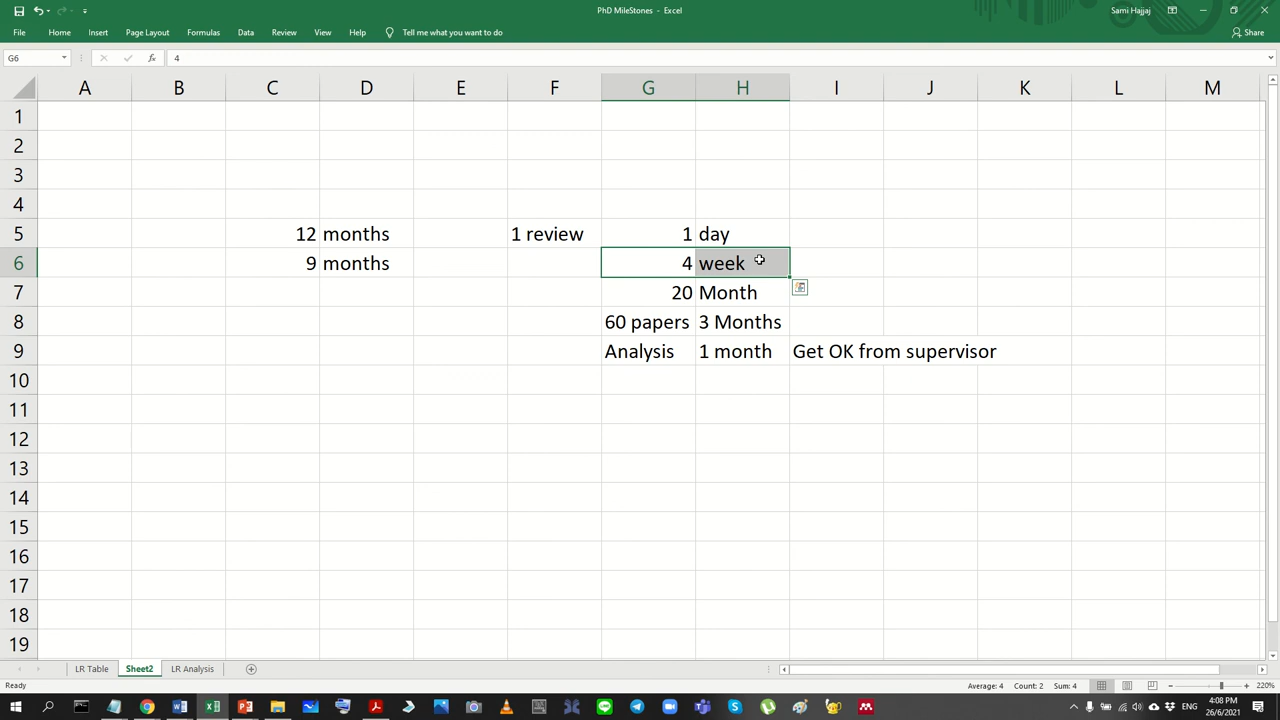 PhD MileStones - Excel
Sami Hajjaj
File Home Insert Page Layout Formulas Data Review View Help Tell me what you want to do
Share
G6
fx 4
A B C D E F G H I J K L M
1
2
3
4
5 12 months 1 review 1 day
6 9 months 4 week
7 20 Month
8 60 papers 3 Months
9 Analysis 1 month Get OK from supervisor
10
11
12
13
14
15
16
17
18
19
LR Table Sheet2 LR Analysis
Ready
Average: 4 Count: 2 Sum: 4
220%
ENG
4:08 PM
26/6/2021